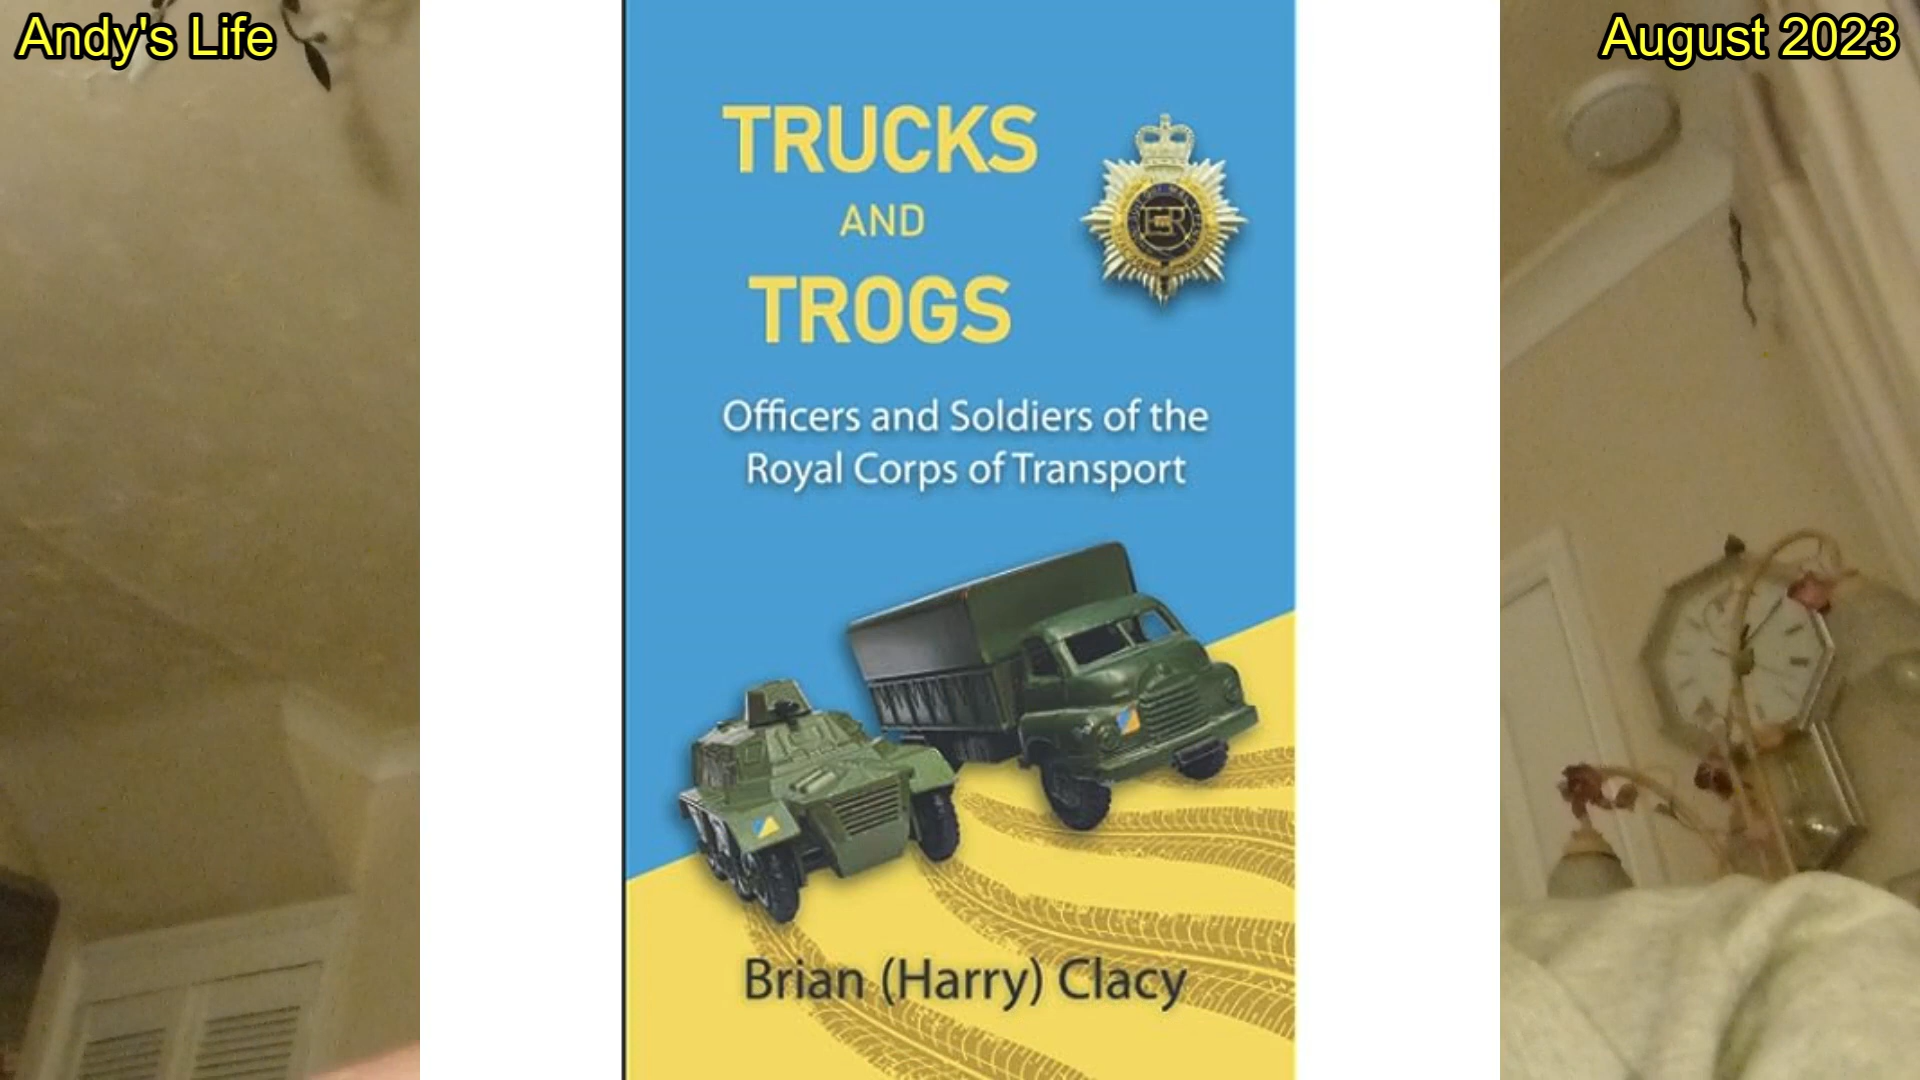 Andy's Life
August 2023
TRUCKS
AND
TROGS
ER
Officers and Soldiers of the
Royal Corps of Transport
Brian (Harry) Clacy